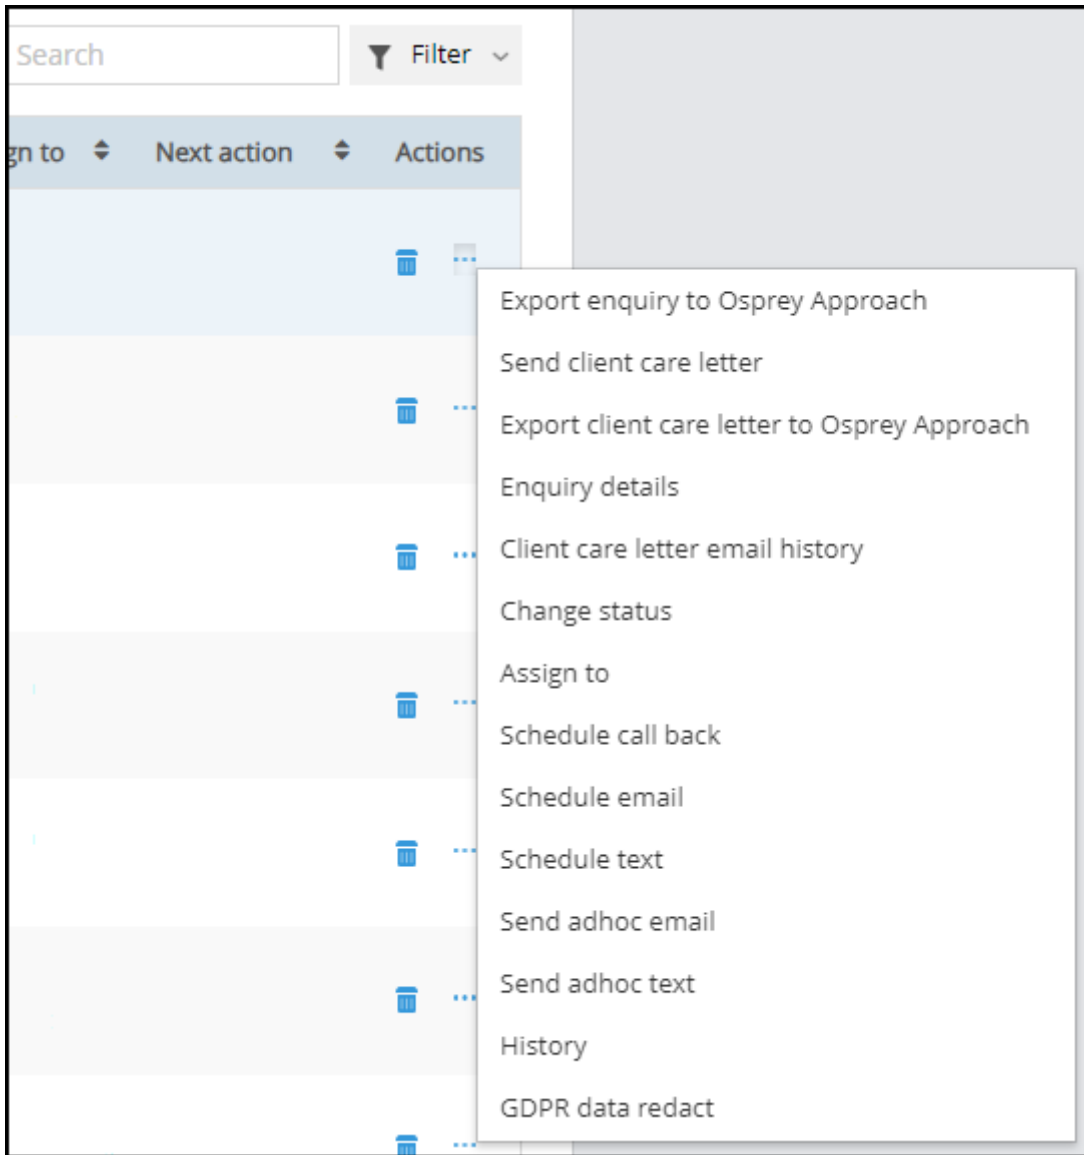 Search
Filter
gn to
Next action
Actions
Export enquiry to Osprey Approach
Send client care letter
Export client care letter to Osprey Approach
Enquiry details
Client care letter email history
Change status
Assign to
Schedule call back
Schedule email
Schedule text
Send adhoc email
Send adhoc text
History
GDPR data redact